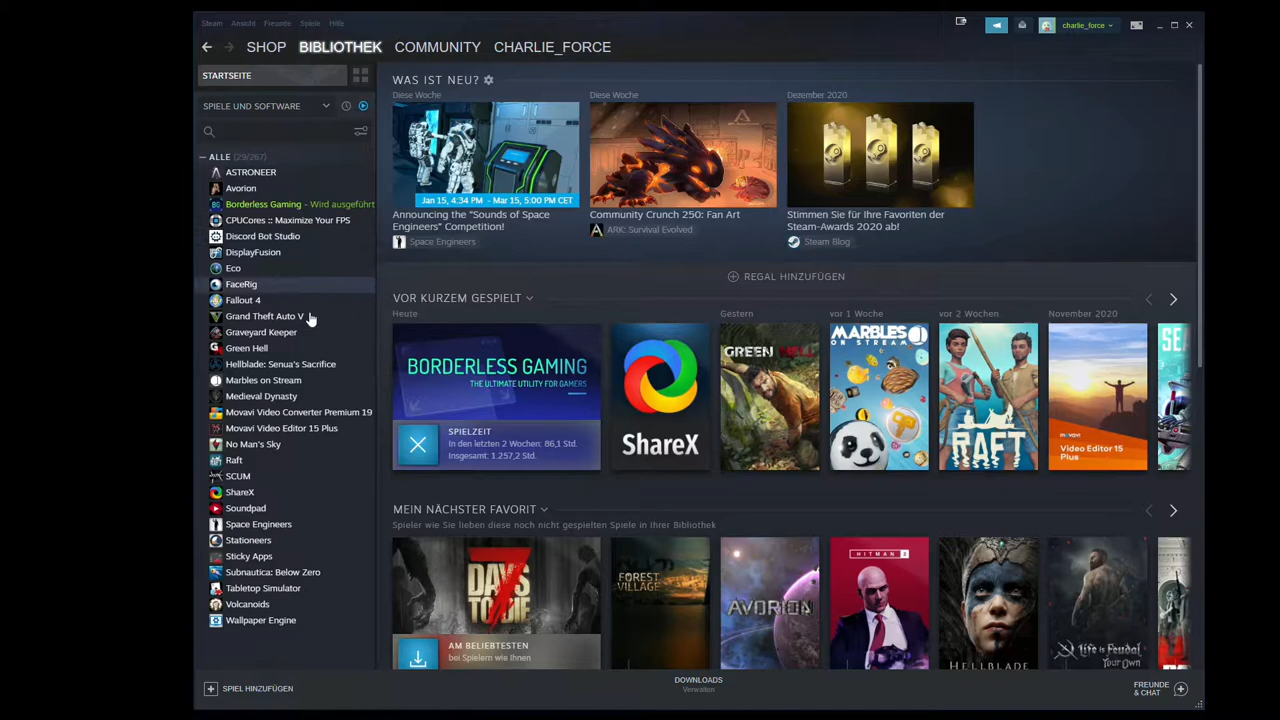 Steam Ansicht Freunde Spiele Hilfe
charlie_force
SHOP BIBLIOTHEK COMMUNITY CHARLIE_FORCE
STARTSEITE
SPIELE UND SOFTWARE
ALLE (29/267)
ASTRONEER
Avorion
Borderless Gaming - Wird ausgeführt
CPUCores :: Maximize Your FPS
Discord Bot Studio
DisplayFusion
Eco
FaceRig
Fallout 4
Grand Theft Auto V
Graveyard Keeper
Green Hell
Hellblade: Senua's Sacrifice
Marbles on Stream
Medieval Dynasty
Movavi Video Converter Premium 19
Movavi Video Editor 15 Plus
No Man's Sky
Raft
SCUM
ShareX
Soundpad
Space Engineers
Stationeers
Sticky Apps
Subnautica: Below Zero
Tabletop Simulator
Volcanoids
Wallpaper Engine
SPIEL HINZUFÜGEN
WAS IST NEU?
Diese Woche
Jan 15, 4:34 PM - Mar 15, 5:00 PM CET
Announcing the "Sounds of Space
Engineers" Competition!
Space Engineers
Diese Woche
Community Crunch 250: Fan Art
ARK: Survival Evolved
Dezember 2020
Stimmen Sie für Ihre Favoriten der
Steam-Awards 2020 ab!
Steam Blog
REGAL HINZUFÜGEN
VOR KURZEM GESPIELT
Heute
BORDERLESS GAMING
THE ULTIMATE UTILITY FOR GAMERS
SPIELZEIT
In den letzten 2 Wochen: 86,1 Std.
Insgesamt: 1.257,2 Std.
ShareX
Gestern
GREEN HELL
vor 1 Woche
MARBLES
ON STREAM
vor 2 Wochen
RAFT
November 2020
movavi
Video Editor 15
Plus
MEIN NÄCHSTER FAVORIT
Spieler wie Sie lieben diese noch nicht gespielten Spiele in Ihrer Bibliothek
7
DAYS
TO DIE
AM BELIEBTESTEN
bei Spielern wie Ihnen
FOREST
VILLAGE
AVORION
HITMAN 2
HELLBLADE
Life is Feudal
Your Own
DOWNLOADS
Verwalten
FREUNDE
& CHAT